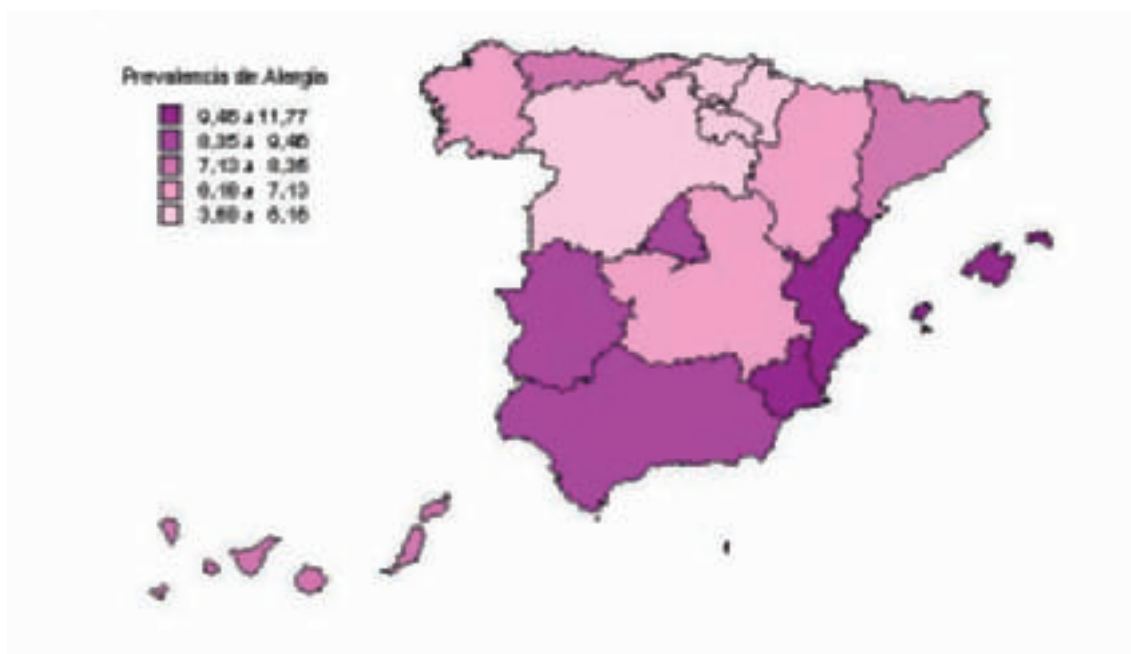 Prevalencia de Alergia
9,46 a 11,77
8,35 a 9,46
7,13 a 8,35
6,16 a 7,13
3,68 a 6,16